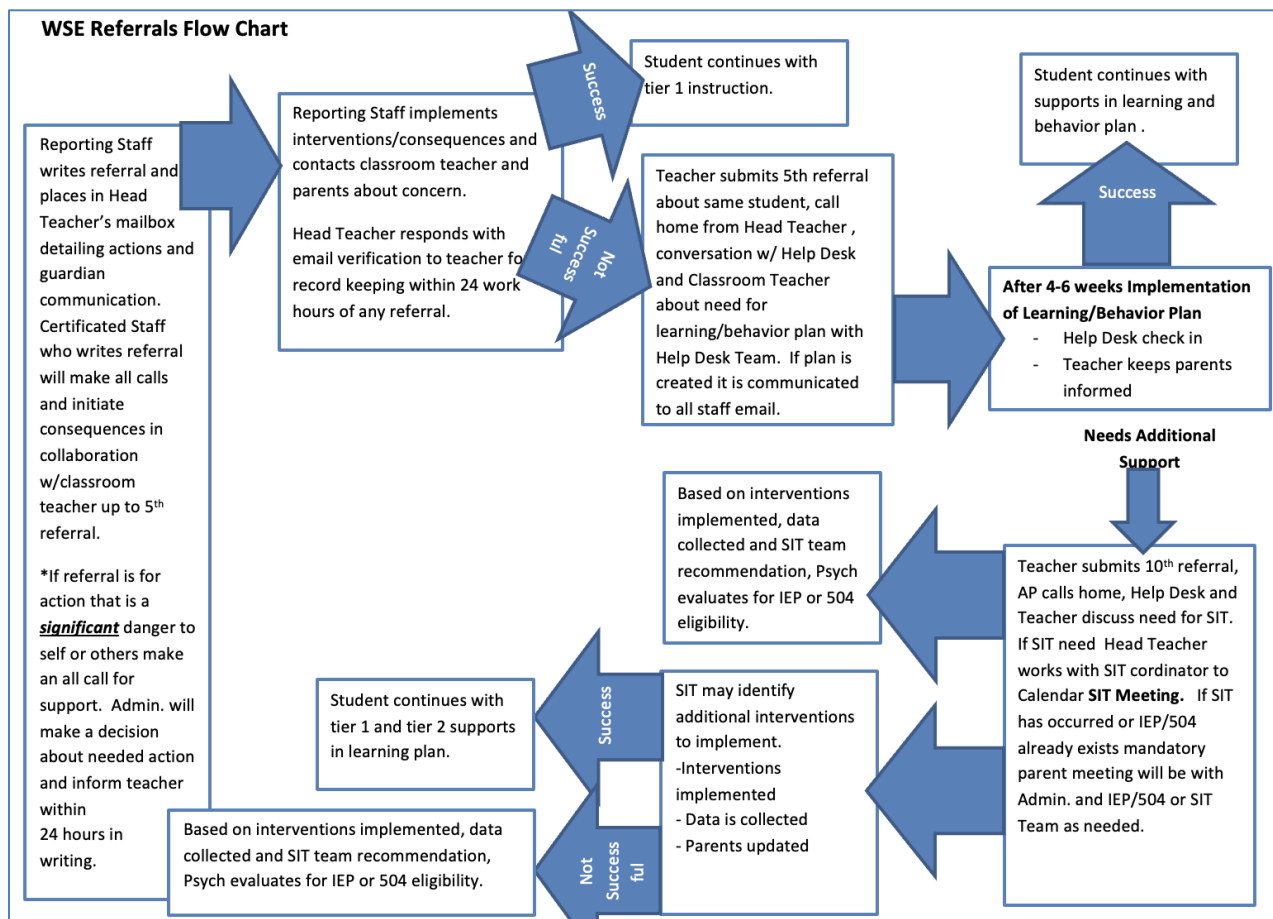 WSE Referrals Flow Chart
Reporting Staff
writes referral and
places in Head
Teacher's mailbox
detailing actions and
guardian
communication.
Certificated Staff
who writes referral
will make all calls
and initiate
consequences in
collaboration
w/classroom
teacher up to 5th
referral.
*If referral is for
action that is a
significant danger to
self or others make
an all call for
support. Admin. will
make a decision
about needed action
and inform teacher
within
24 hours in
writing.
Reporting Staff implements
interventions/consequences and
contacts classroom teacher and
parents about concern.
Head Teacher responds with
email verification to teacher fo
record keeping within 24 work
hours of any referral.
Success
Student continues with
tier 1 instruction.
Not
Success
ful
Teacher submits 5th referral
about same student, call
home from Head Teacher ,
conversation w/ Help Desk
and Classroom Teacher
about need for
learning/behavior plan with
Help Desk Team. If plan is
created it is communicated
to all staff email.
Student continues with
supports in learning and
behavior plan .
Success
After 4-6 weeks Implementation
of Learning/Behavior Plan
- Help Desk check in
- Teacher keeps parents
informed
Needs Additional
Support
Teacher submits 10th referral,
AP calls home, Help Desk and
Teacher discuss need for SIT.
If SIT need Head Teacher
works with SIT cordinator to
Calendar SIT Meeting. If SIT
has occurred or IEP/504
already exists mandatory
parent meeting will be with
Admin. and IEP/504 or SIT
Team as needed.
Based on interventions
implemented, data
collected and SIT team
recommendation, Psych
evaluates for IEP or 504
eligibility.
SIT may identify
additional interventions
to implement.
-Interventions
implemented
- Data is collected
- Parents updated
Success
Student continues with
tier 1 and tier 2 supports
in learning plan.
Not
Success
ful
Based on interventions implemented, data
collected and SIT team recommendation,
Psych evaluates for IEP or 504 eligibility.